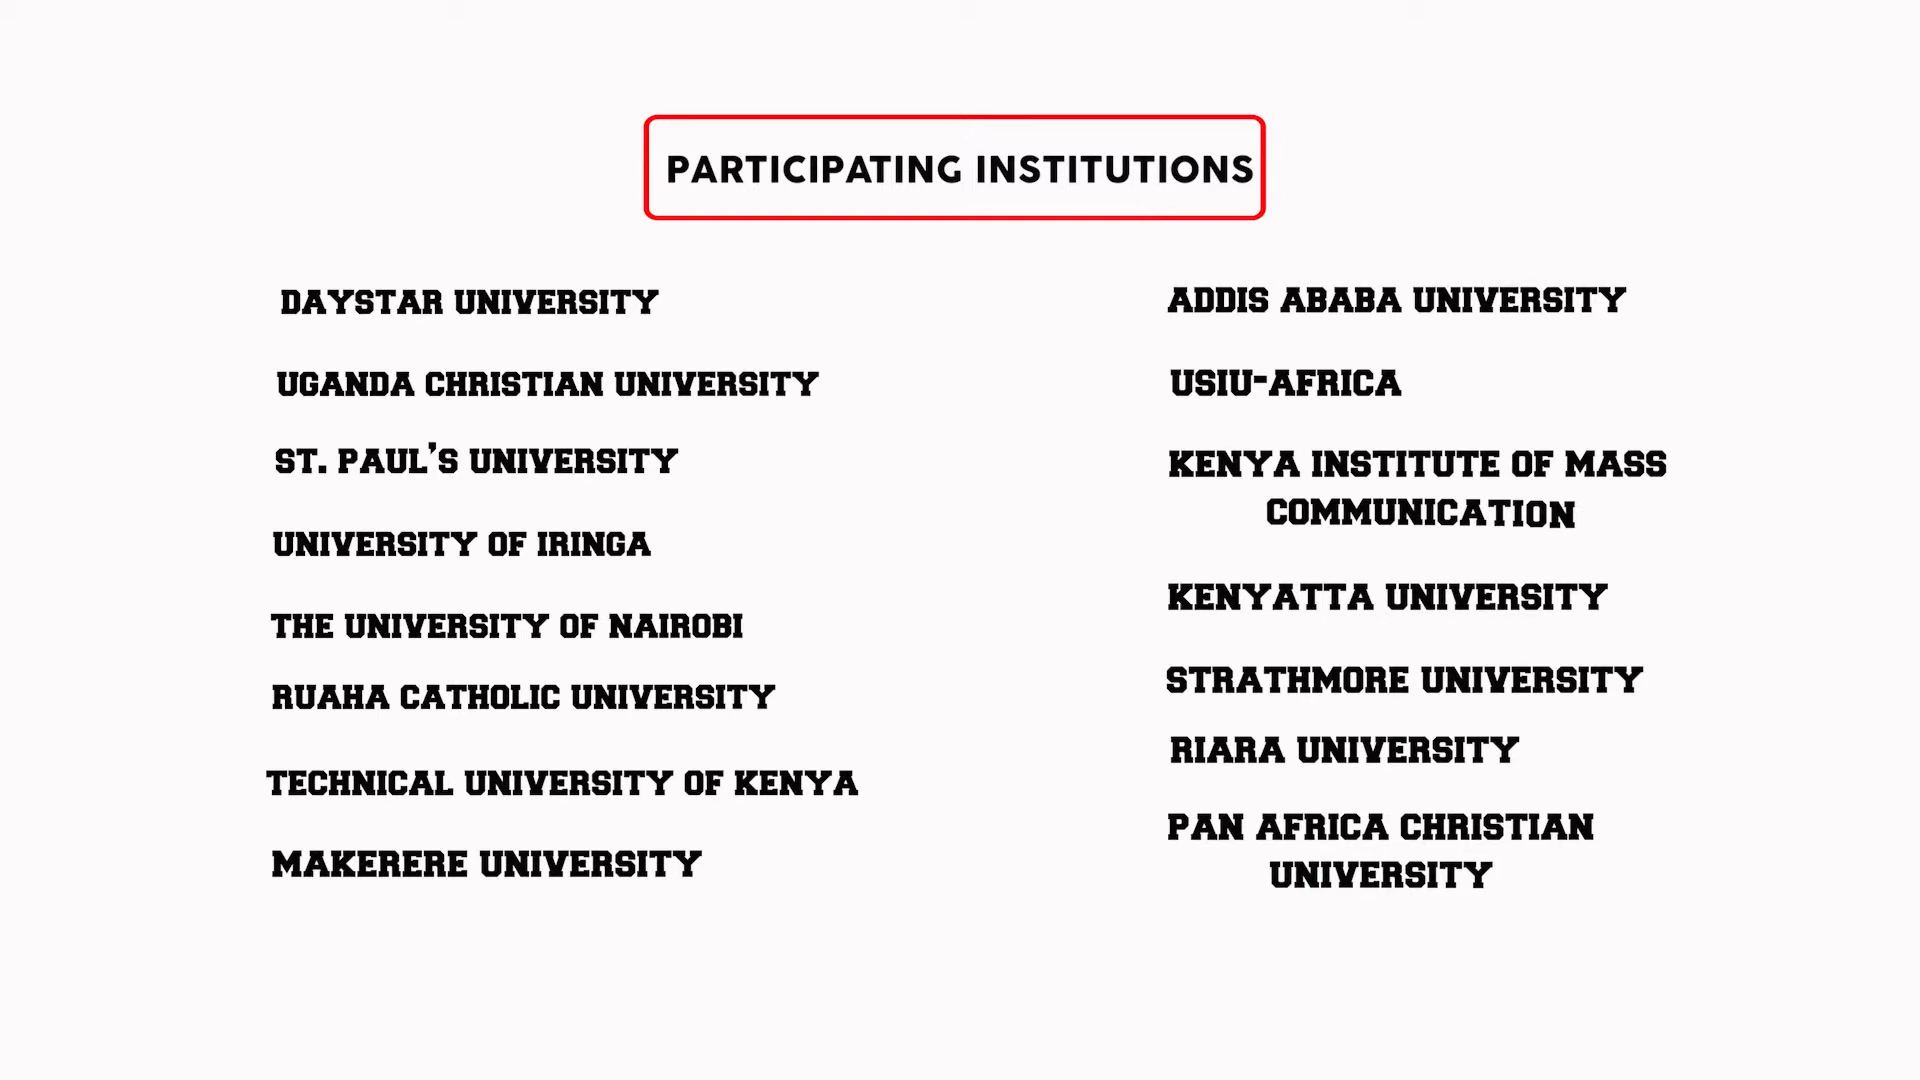 PARTICIPATING INSTITUTIONS
DAYSTAR UNIVERSITY
UGANDA CHRISTIAN UNIVERSITY
ST. PAUL'S UNIVERSITY
UNIVERSITY OF IRINGA
THE UNIVERSITY OF NAIROBI
RUAHA CATHOLIC UNIVERSITY
TECHNICAL UNIVERSITY OF KENYA
MAKERERE UNIVERSITY
ADDIS ABABA UNIVERSITY
USIU-AFRICA
KENYA INSTITUTE OF MASS
COMMUNICATION
KENYATTA UNIVERSITY
STRATHMORE UNIVERSITY
RIARA UNIVERSITY
PAN AFRICA CHRISTIAN
UNIVERSITY